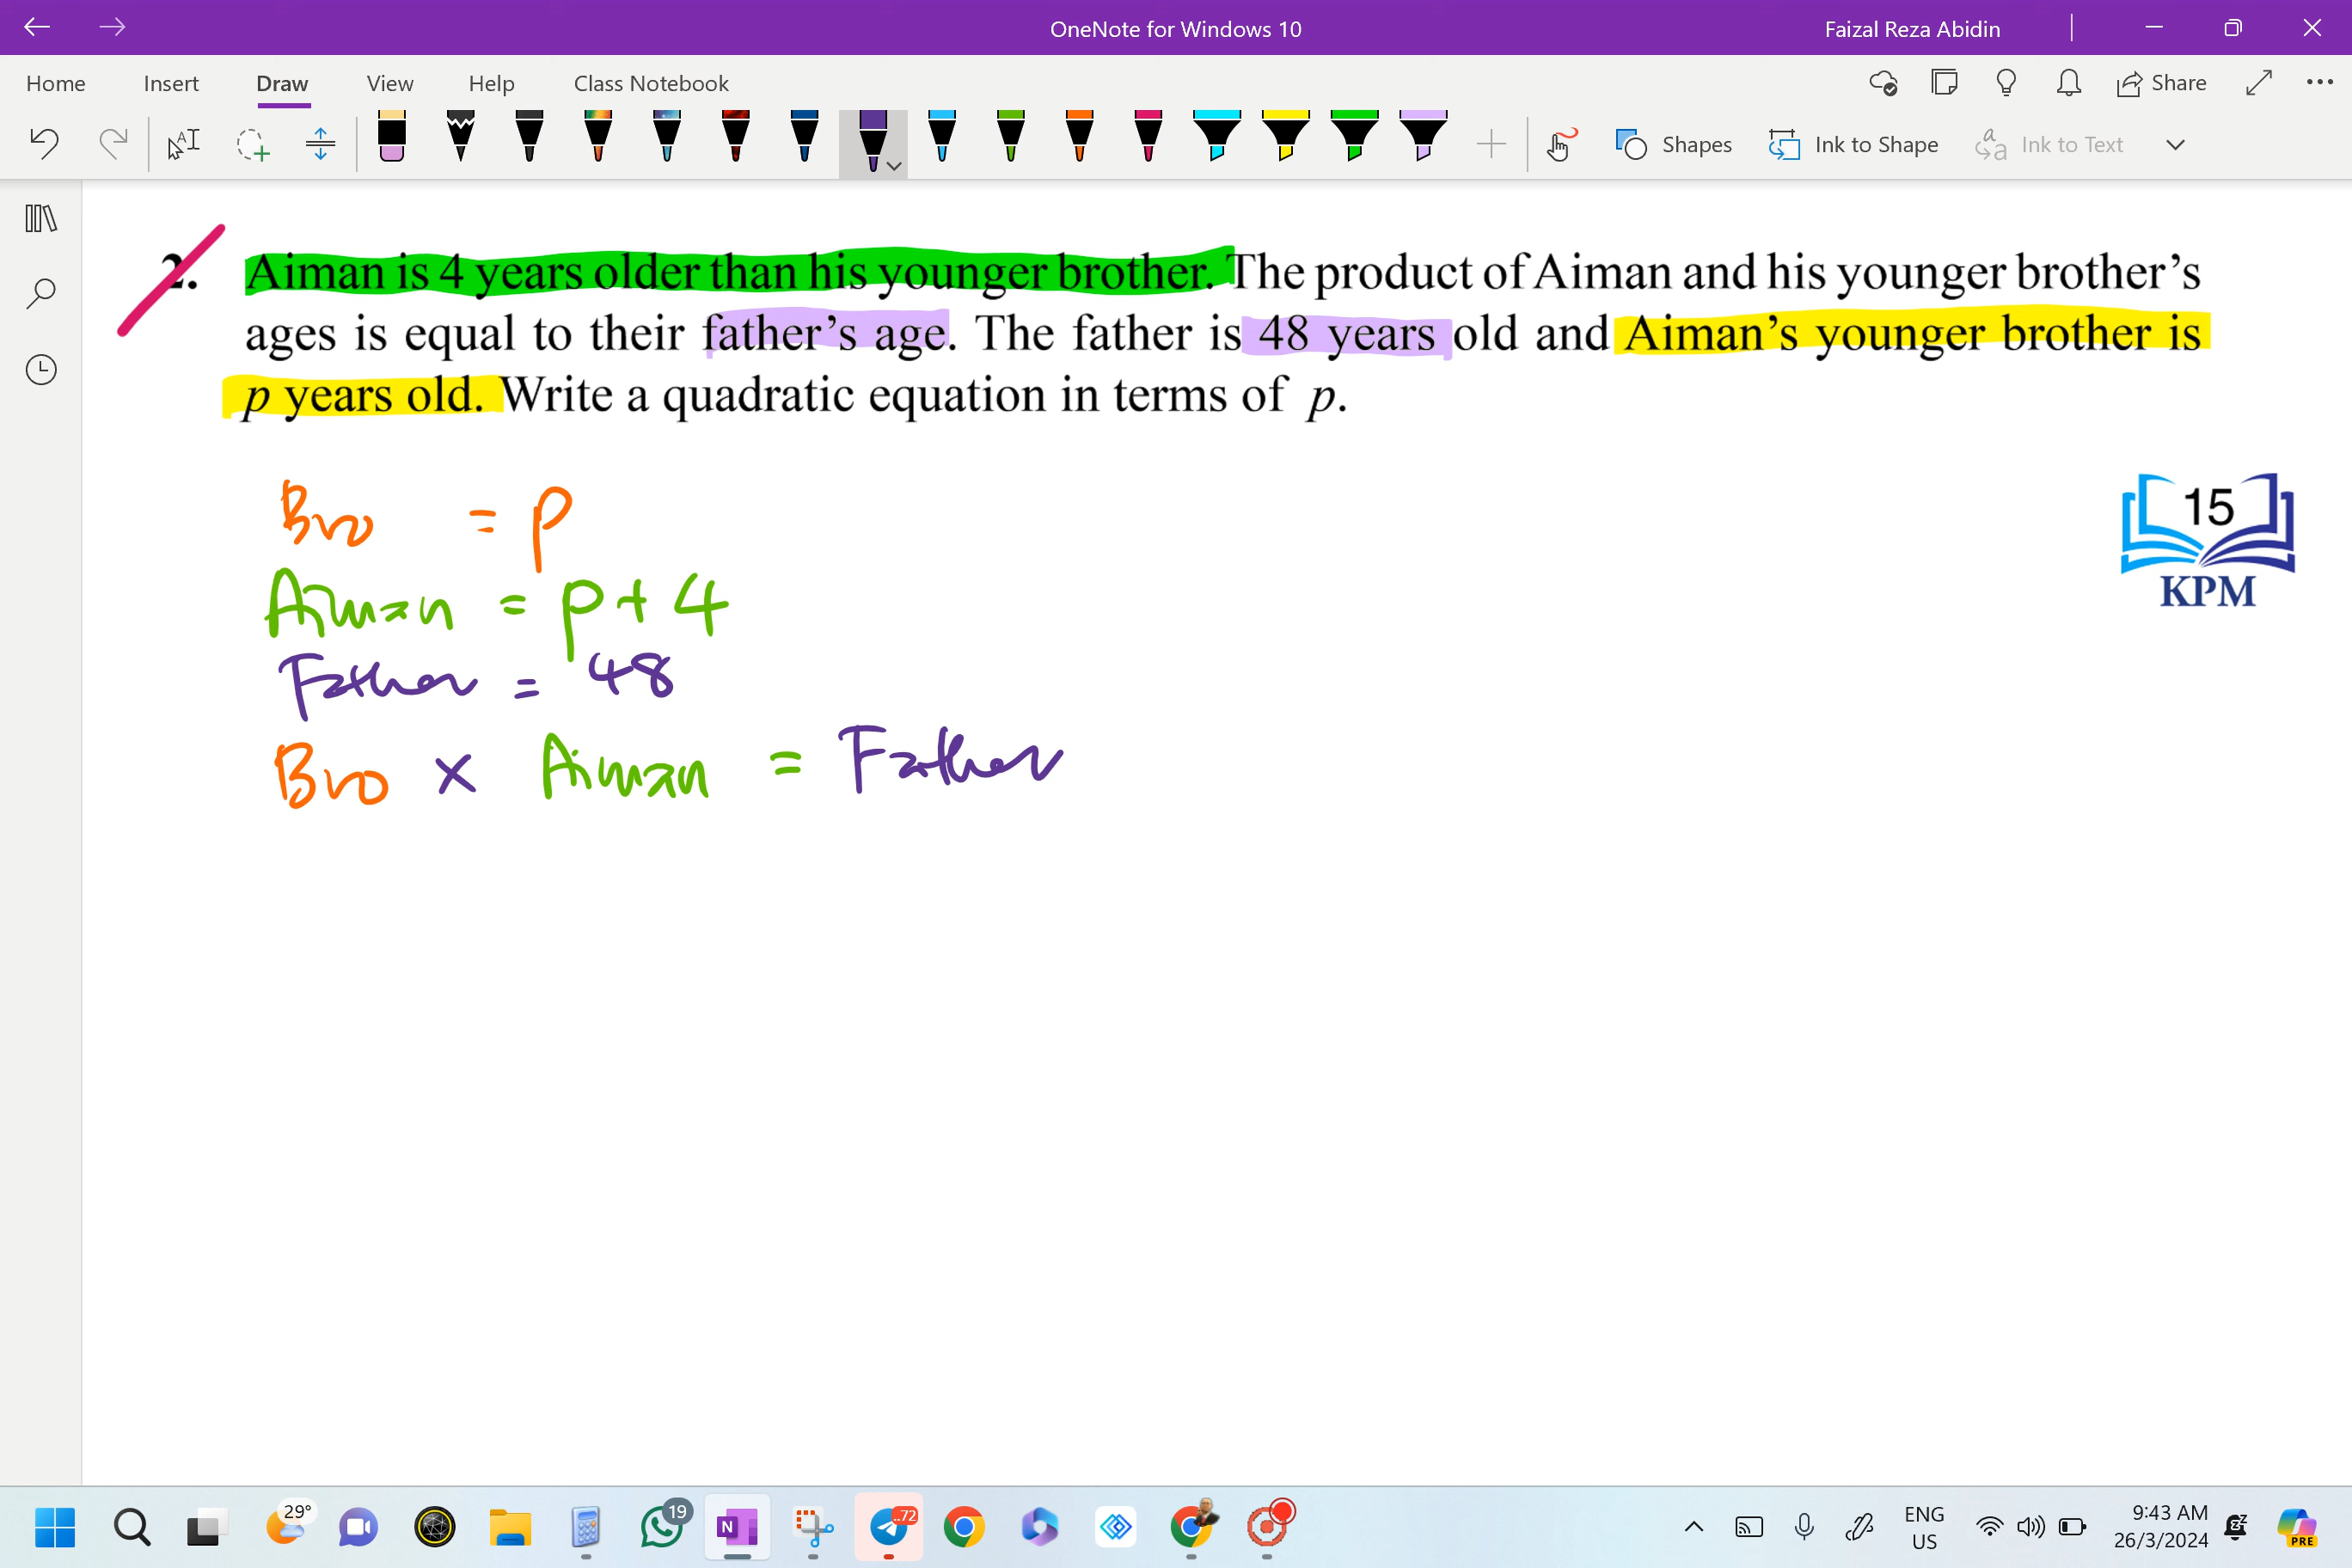 OneNote for Windows 10
Faizal Reza Abidin
Home Insert Draw View Help Class Notebook Share
Shapes Ink to Shape Ink to Text
2. Aiman is 4 years older than his younger brother. The product of Aiman and his younger brother's
ages is equal to their father's age. The father is 48 years old and Aiman's younger brother is
p years old. Write a quadratic equation in terms of p.
15
KPM
Bro = p
Aiman = p + 4
Father = 48
Bro × Aiman = Father
29°
19
..72
ENG
US
9:43 AM
26/3/2024
PRE